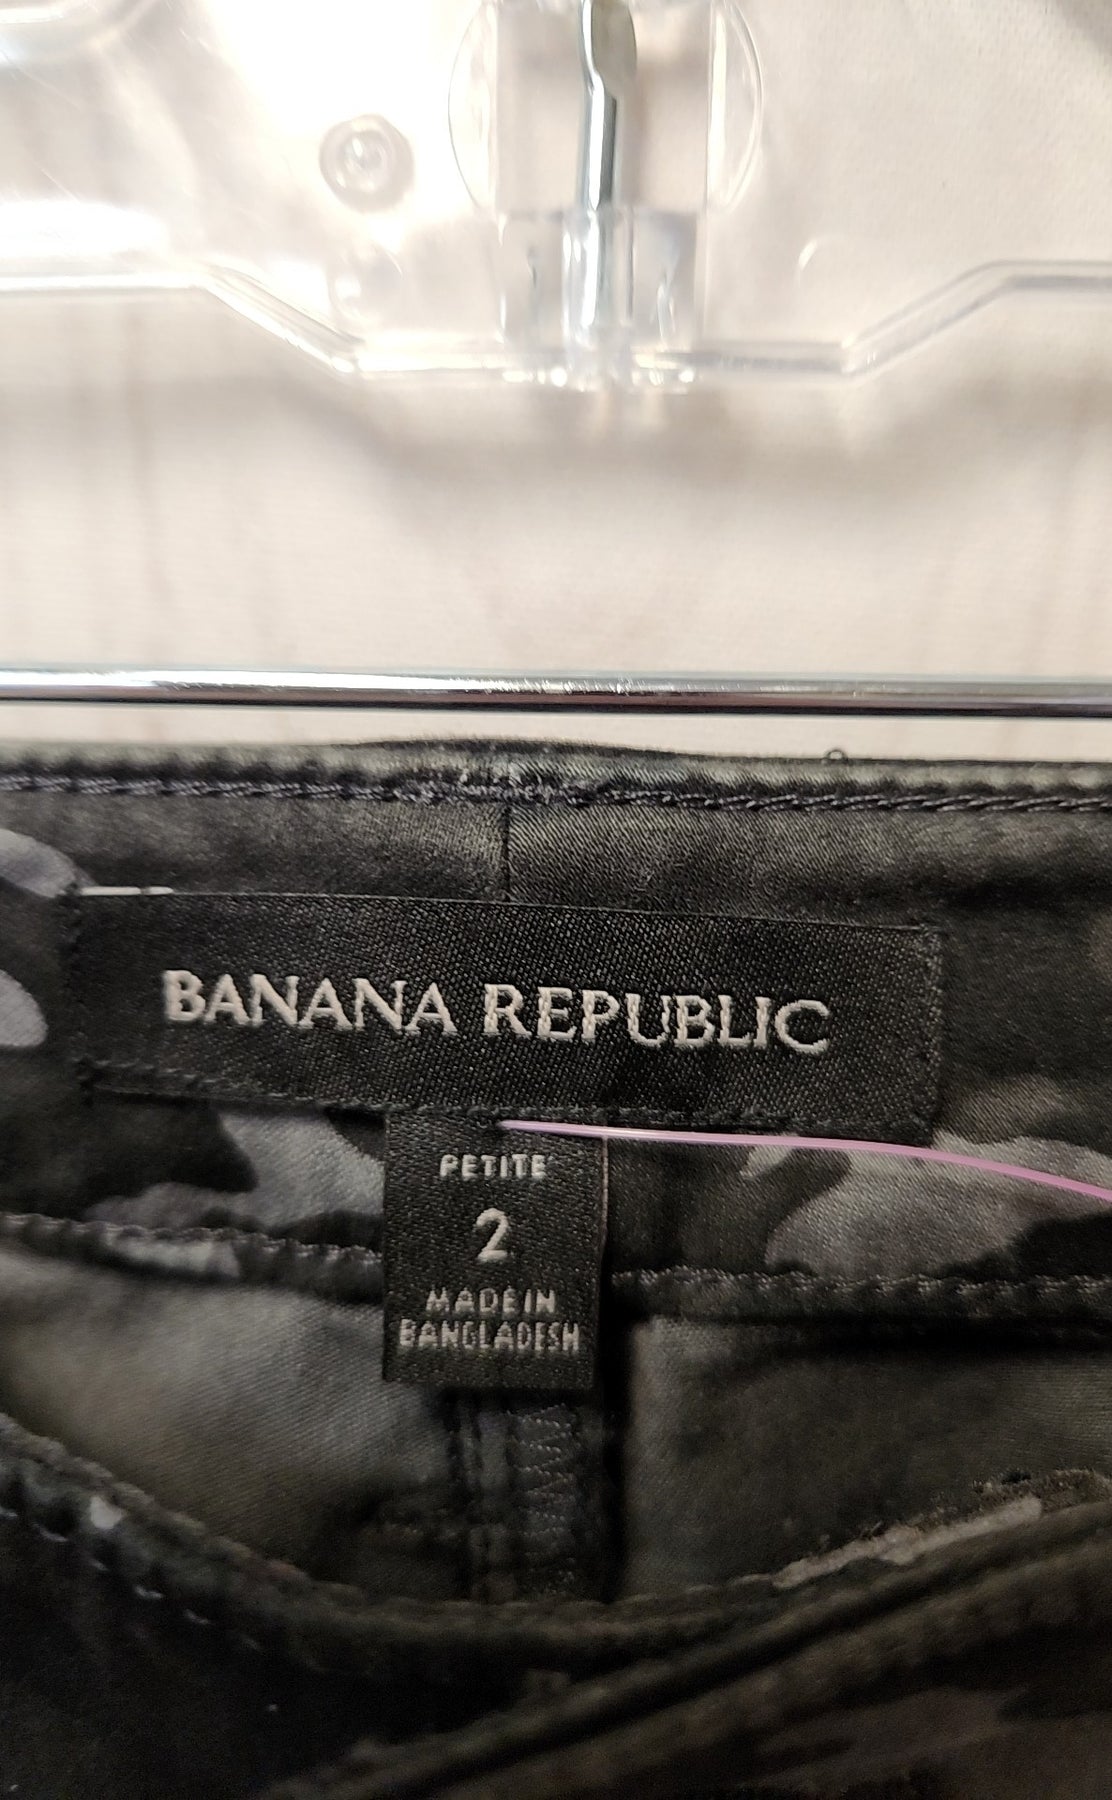 BANANA REPUBLIC
PETITE
2
MADE IN
BANGLADESH